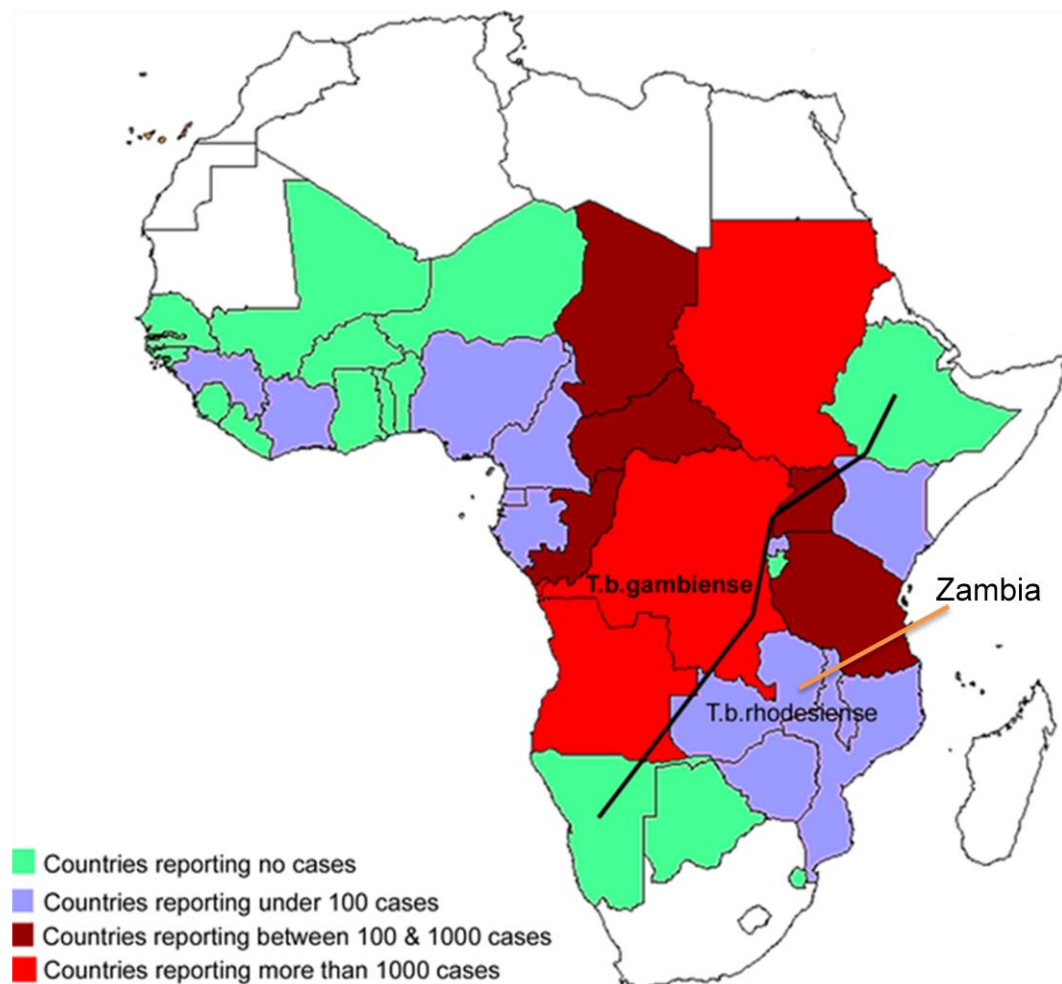 T.b.gambiense
Zambia
T.b.rhodesiense
Countries reporting no cases
Countries reporting under 100 cases
Countries reporting between 100 & 1000 cases
Countries reporting more than 1000 cases